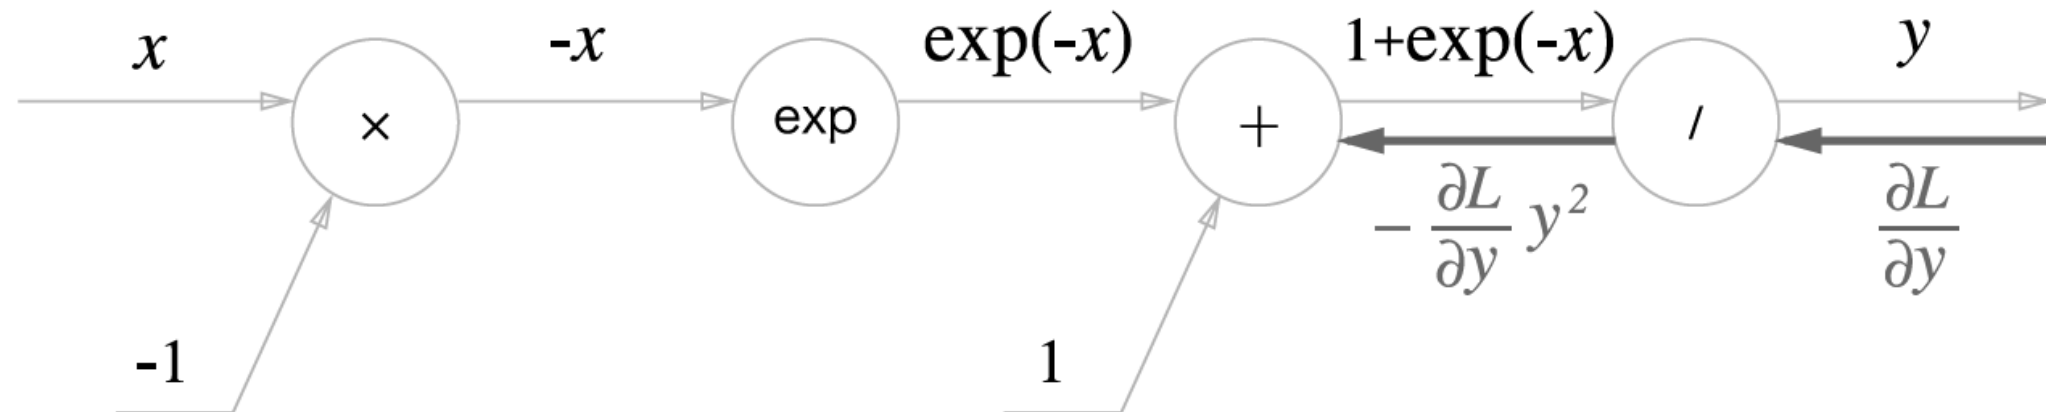 x -x exp(-x) 1+exp(-x) y
× exp + /
− ∂L/∂y y² ∂L/∂y
-1 1